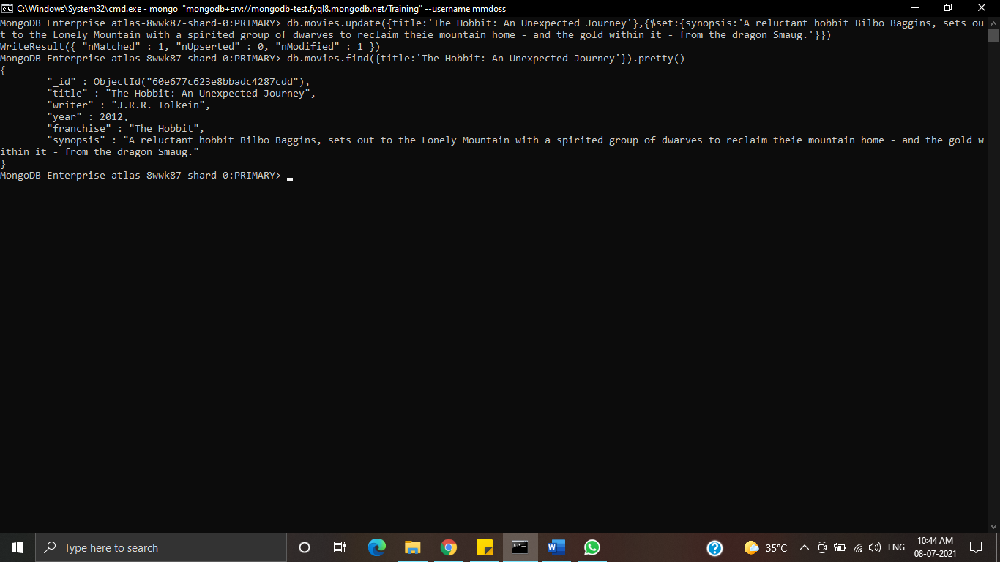 C:\Windows\System32\cmd.exe - mongo "mongodb+srv://mongodb-test.fyql8.mongodb.net/Training" --username mmdoss
MongoDB Enterprise atlas-8wwk87-shard-0:PRIMARY> db.movies.update({title:'The Hobbit: An Unexpected Journey'},{$set:{synopsis:'A reluctant hobbit Bilbo Baggins, sets ou
t to the Lonely Mountain with a spirited group of dwarves to reclaim theie mountain home - and the gold within it - from the dragon Smaug.'}})
WriteResult({ "nMatched" : 1, "nUpserted" : 0, "nModified" : 1 })
MongoDB Enterprise atlas-8wwk87-shard-0:PRIMARY> db.movies.find({title:'The Hobbit: An Unexpected Journey'}).pretty()
{
"_id" : ObjectId("60e677c623e8bbadc4287cdd"),
"title" : "The Hobbit: An Unexpected Journey",
"writer" : "J.R.R. Tolkein",
"year" : 2012,
"franchise" : "The Hobbit",
"synopsis" : "A reluctant hobbit Bilbo Baggins, sets out to the Lonely Mountain with a spirited group of dwarves to reclaim theie mountain home - and the gold w
ithin it - from the dragon Smaug."
}
MongoDB Enterprise atlas-8wwk87-shard-0:PRIMARY>
Type here to search
35°C
ENG
10:44 AM
08-07-2021